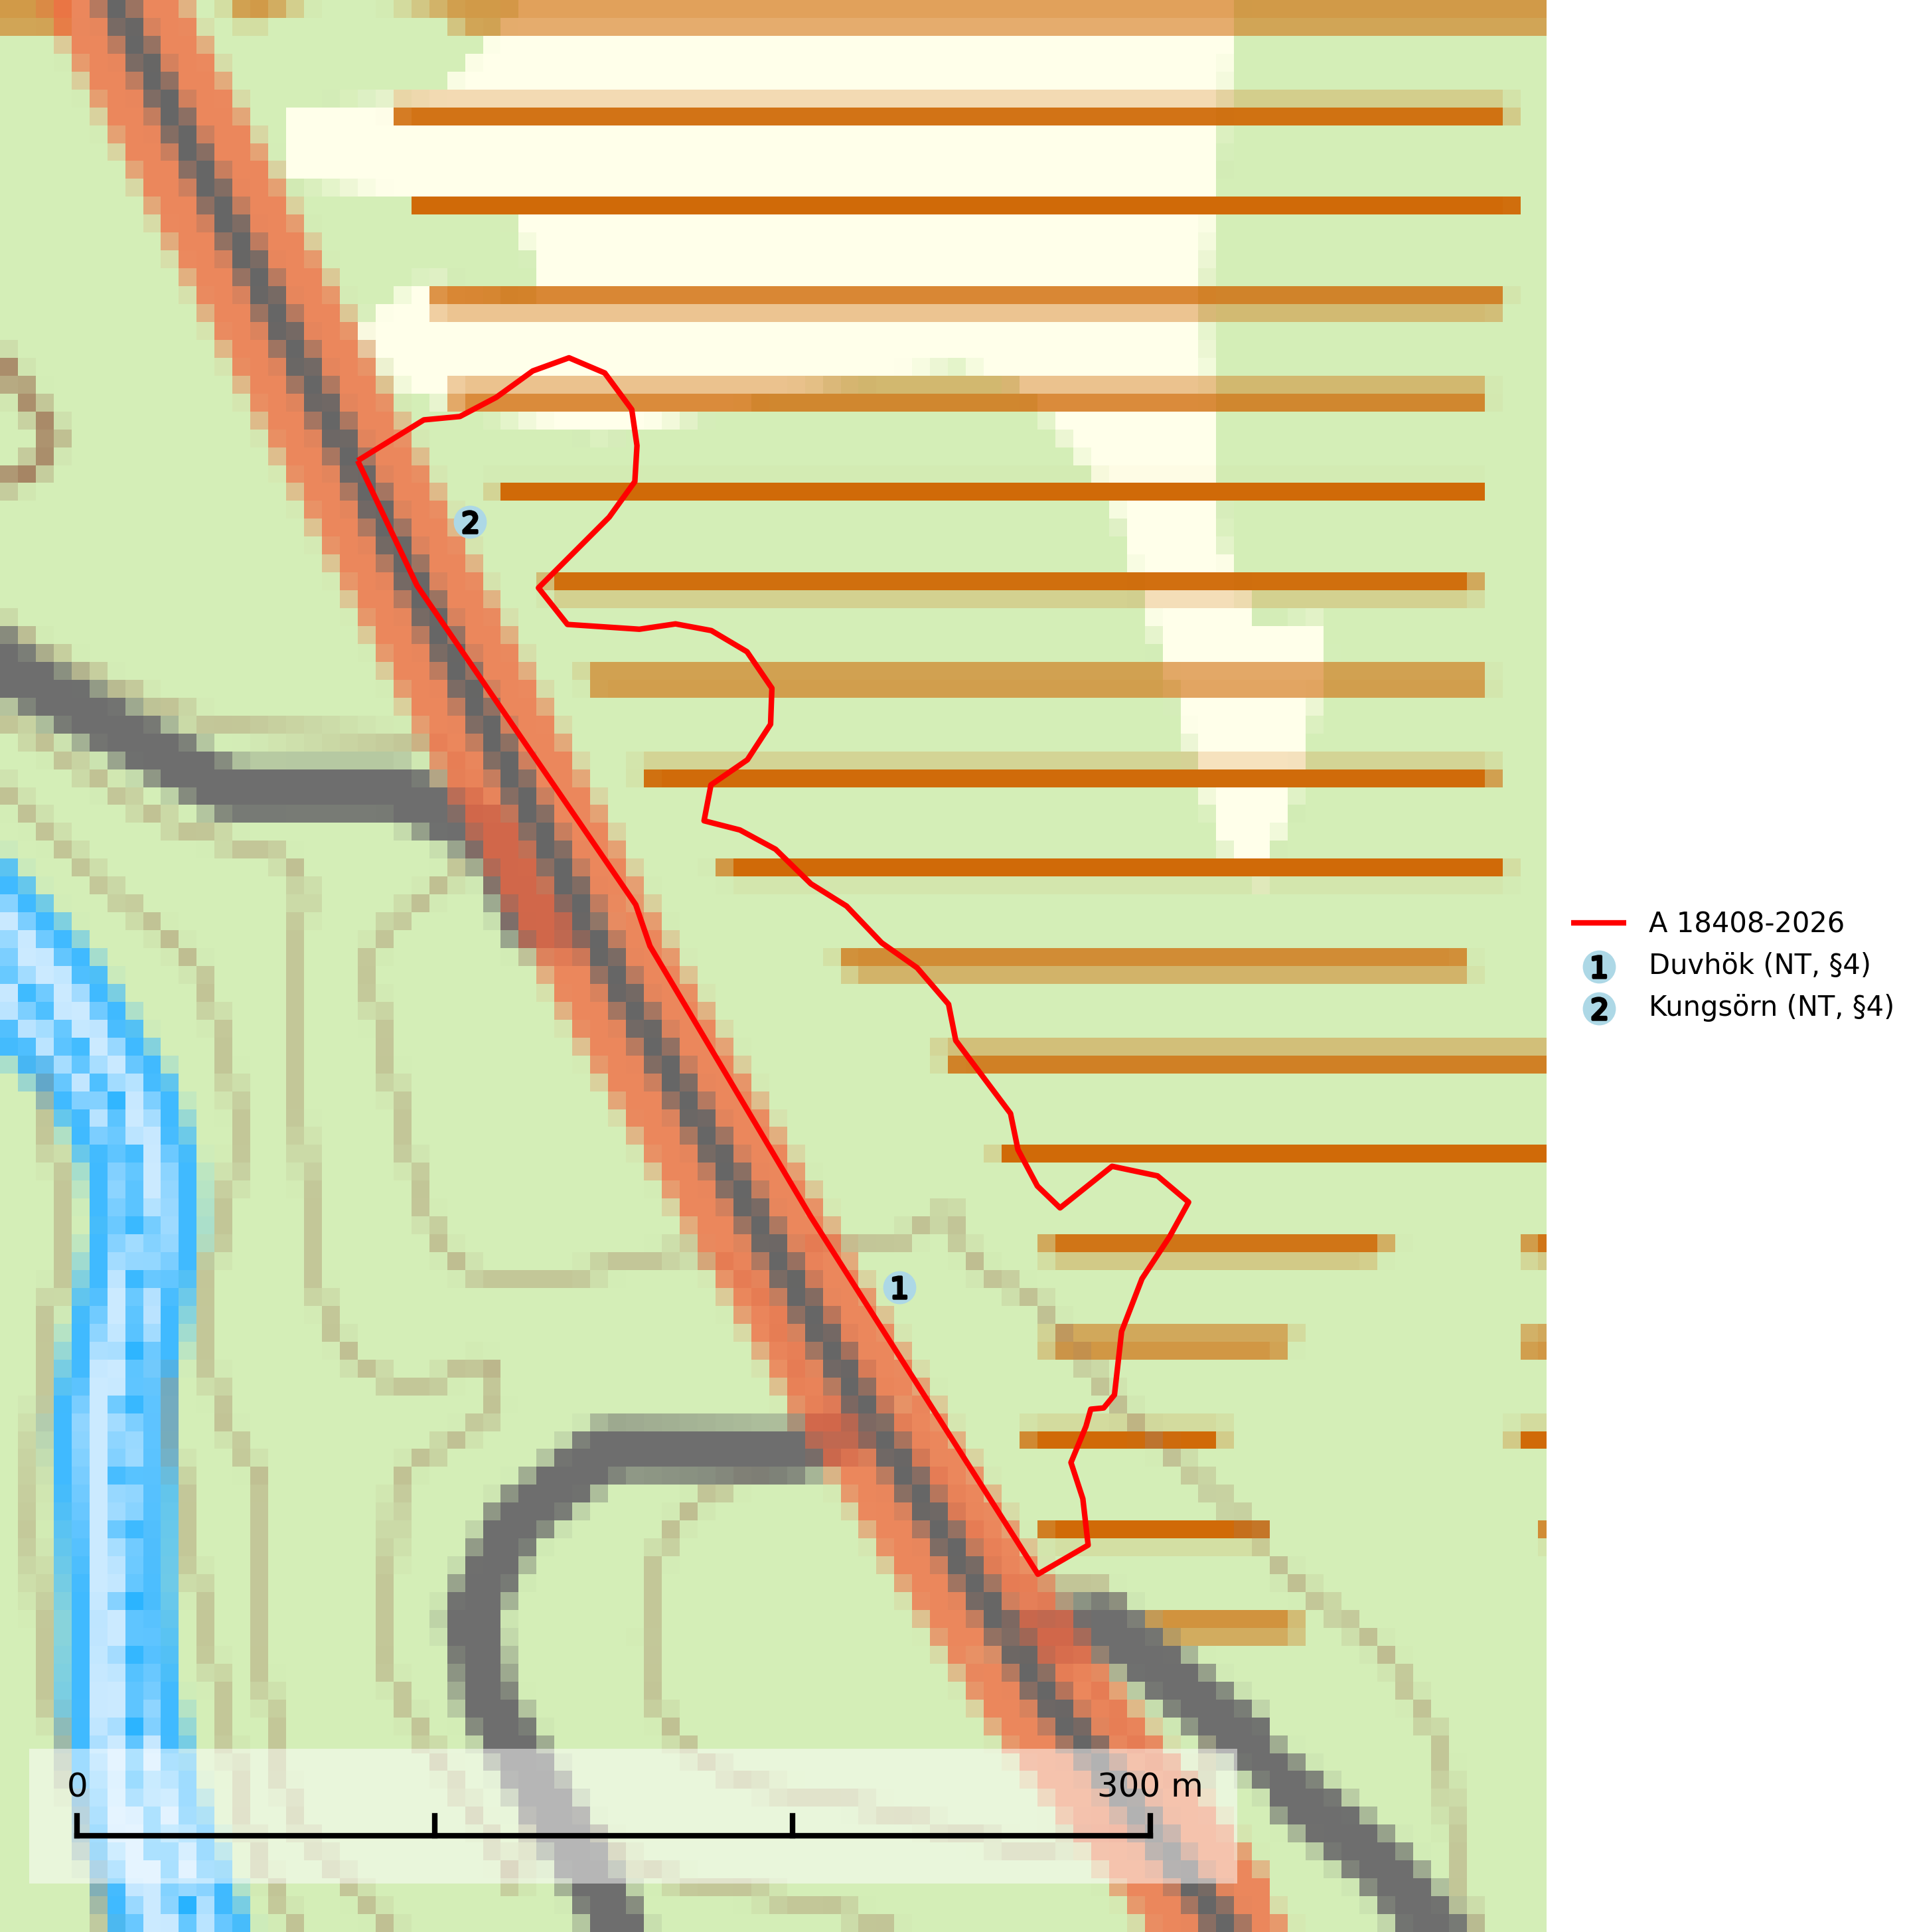 2
1
A 18408-2026
1 Duvhök (NT, §4)
2 Kungsörn (NT, §4)
0 300 m